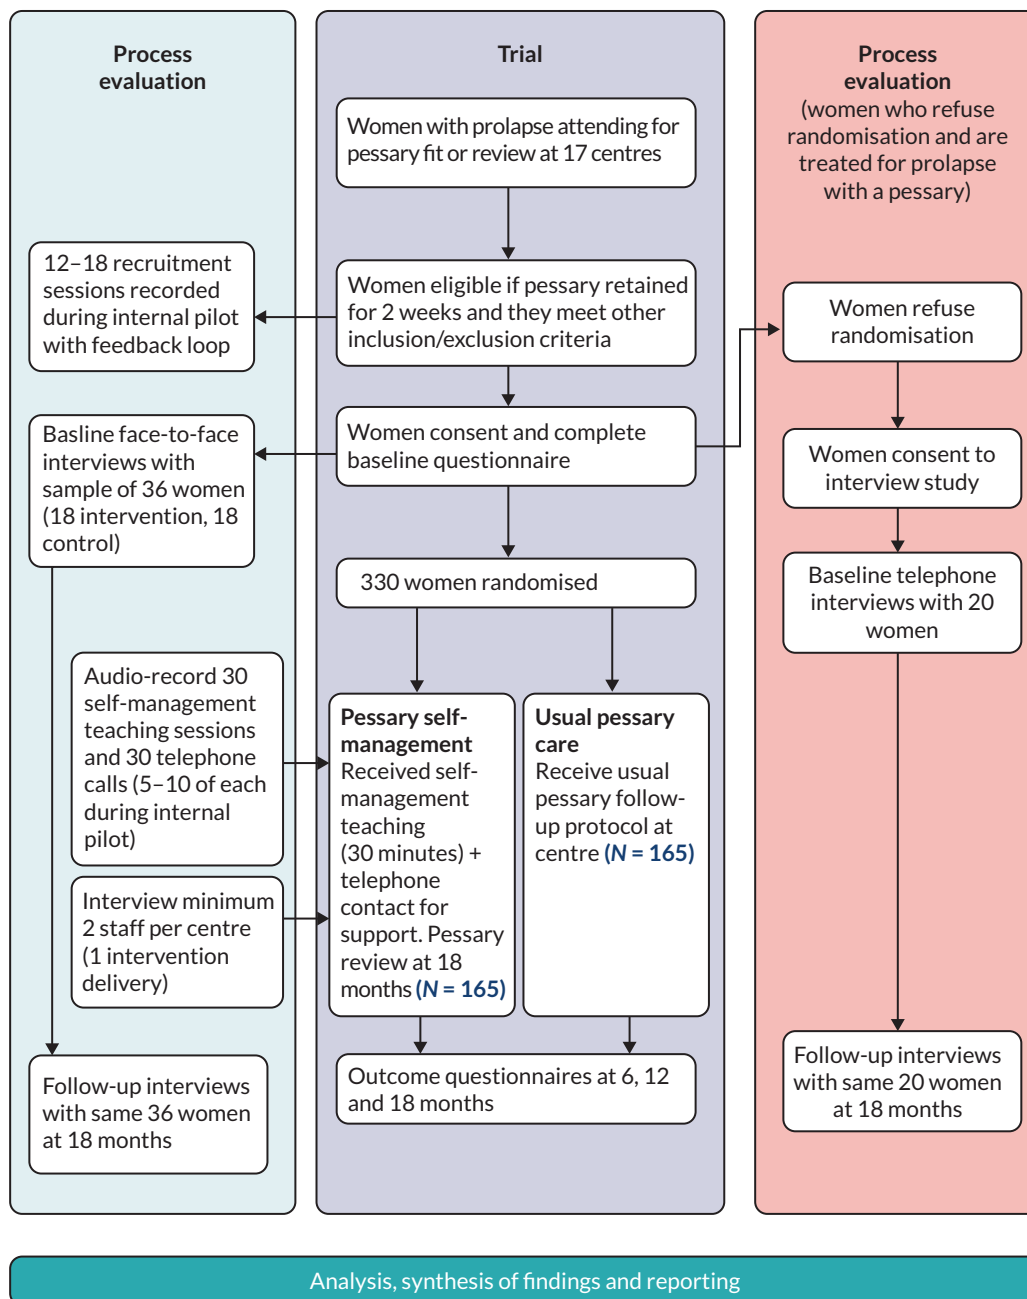 Process
evaluation
12–18 recruitment
sessions recorded
during internal pilot
with feedback loop
Basline face-to-face
interviews with
sample of 36 women
(18 intervention, 18
control)
Audio-record 30
self-management
teaching sessions
and 30 telephone
calls (5–10 of each
during internal
pilot)
Interview minimum
2 staff per centre
(1 intervention
delivery)
Follow-up interviews
with same 36 women
at 18 months
Trial
Women with prolapse attending for
pessary fit or review at 17 centres
Women eligible if pessary retained
for 2 weeks and they meet other
inclusion/exclusion criteria
Women consent and complete
baseline questionnaire
330 women randomised
Pessary self-
management
Received self-
management
teaching
(30 minutes) +
telephone
contact for
support. Pessary
review at 18
months (N = 165)
Usual pessary
care
Receive usual
pessary follow-
up protocol at
centre (N = 165)
Outcome questionnaires at 6, 12
and 18 months
Process
evaluation
(women who refuse
randomisation and are
treated for prolapse
with a pessary)
Women refuse
randomisation
Women consent to
interview study
Baseline telephone
interviews with 20
women
Follow-up interviews
with same 20 women
at 18 months
Analysis, synthesis of findings and reporting